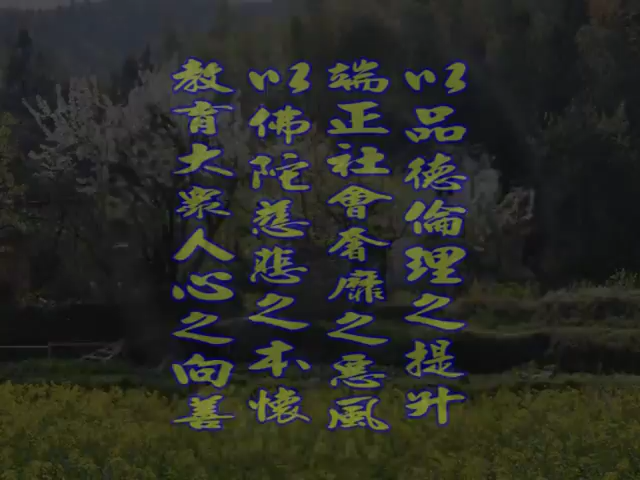 以品德倫理之提升
端正社會奢靡之惡風
以佛陀慈悲之本懷
教育大眾人心之向善